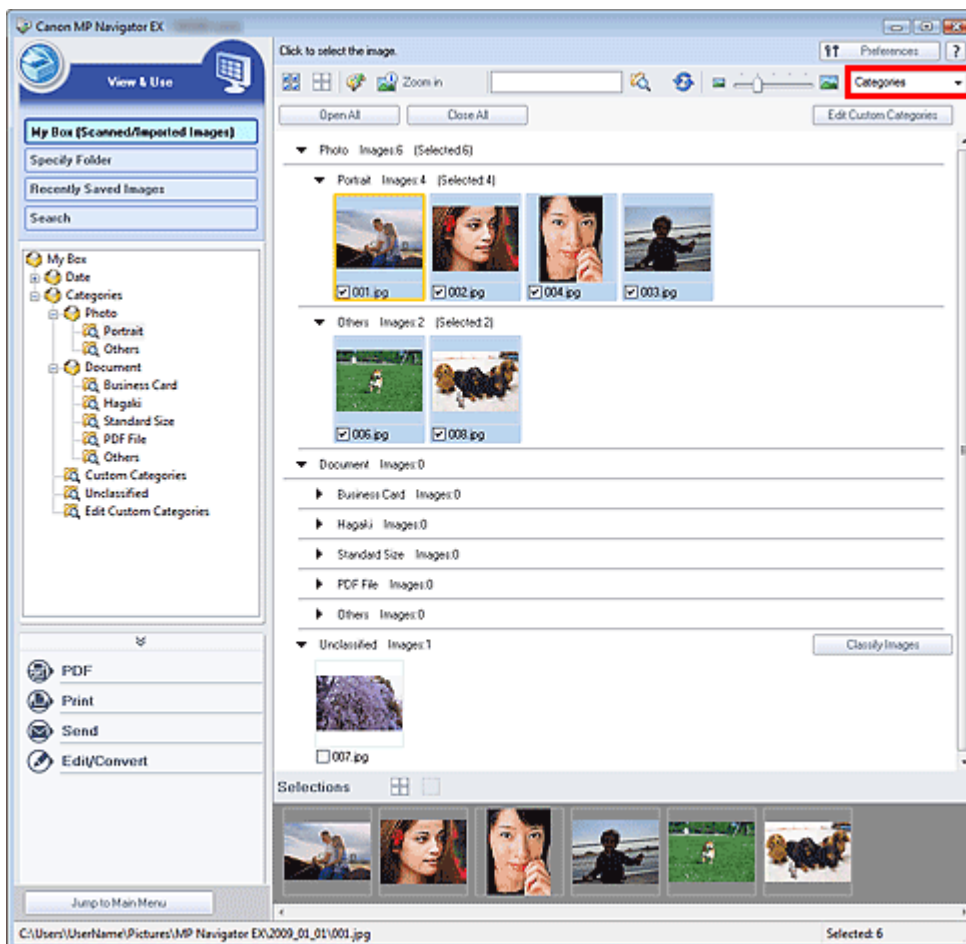 Canon MP Navigator EX
Click to select the image.
Preferences
?
View & Use
Zoom in
Categories
My Box (Scanned/Imported Images)
Open All
Close All
Edit Custom Categories
Specify Folder
Recently Saved Images
Search
Photo Images:6 (Selected:6)
Portrait Images:4 (Selected:4)
001.jpg
002.jpg
004.jpg
003.jpg
Others Images:2 (Selected:2)
006.jpg
008.jpg
Document Images:0
Business Card Images:0
Hagaki Images:0
Standard Size Images:0
PDF File Images:0
Others Images:0
Unclassified Images:1
Classify Images
007.jpg
My Box
Date
Categories
Photo
Portrait
Others
Document
Business Card
Hagaki
Standard Size
PDF File
Others
Custom Categories
Unclassified
Edit Custom Categories
PDF
Print
Send
Edit/Convert
Selections
Jump to Main Menu
C:\Users\UserName\Pictures\MP Navigator EX\2009_01_01\001.jpg
Selected: 6